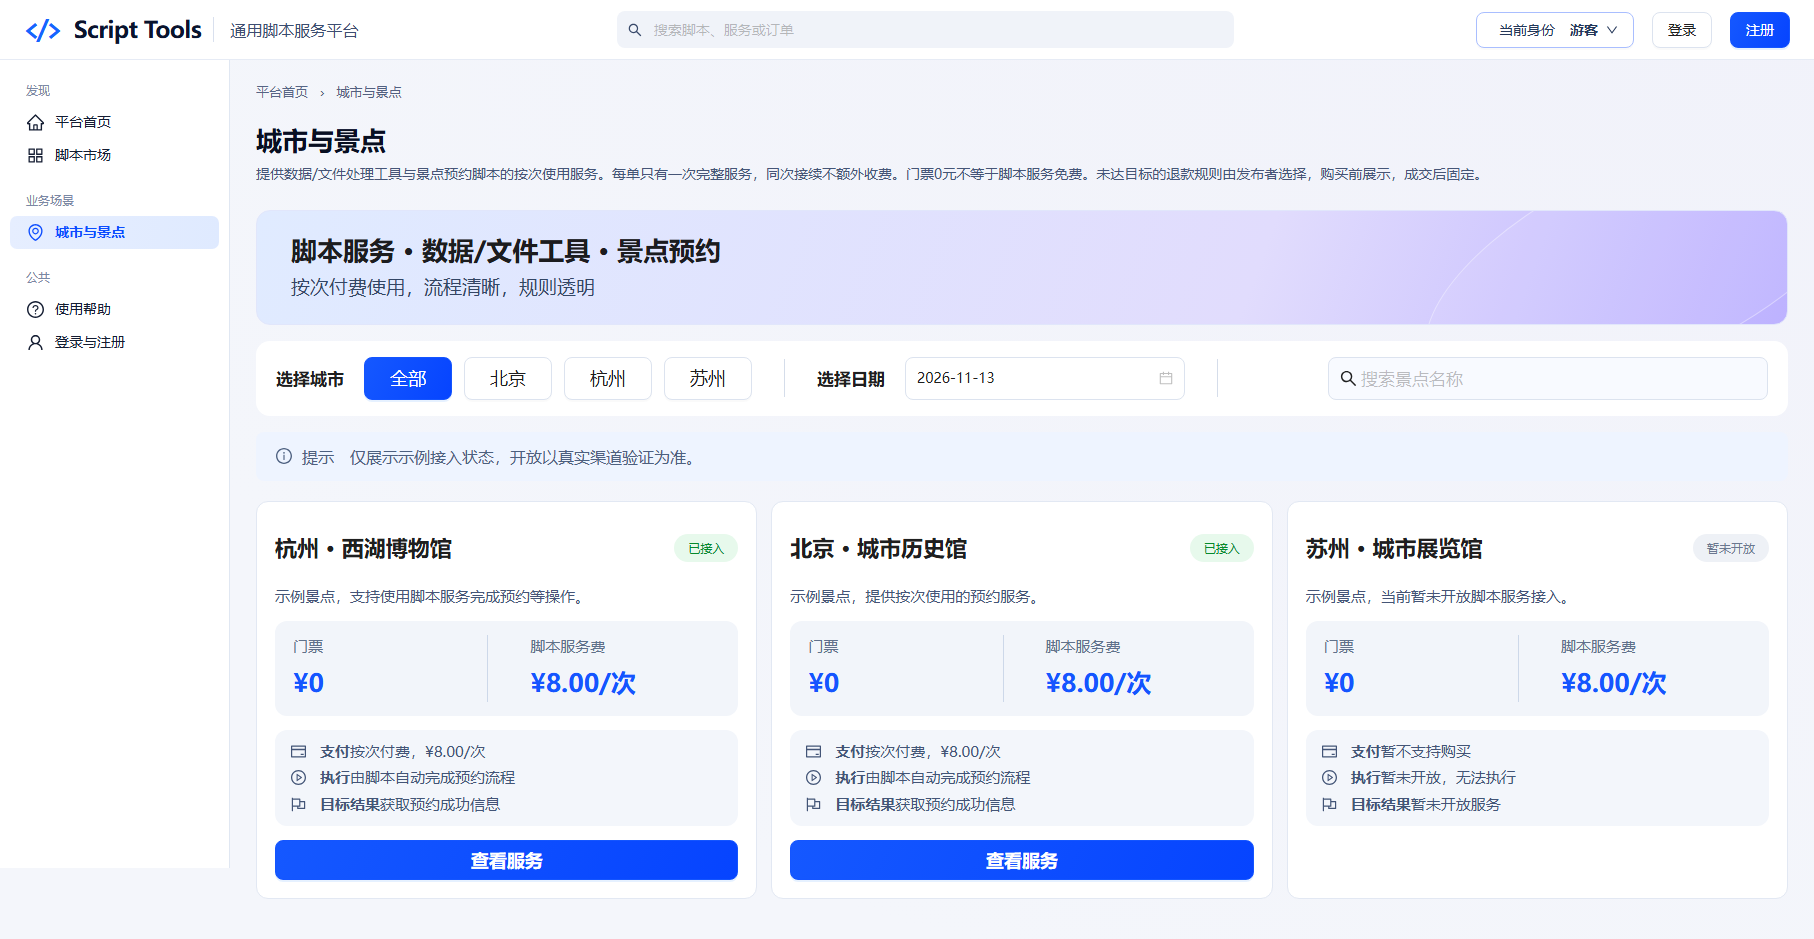 </> Script Tools
通用脚本服务平台
搜索脚本、服务或订单
当前身份 游客
登录
注册
发现
平台首页
脚本市场
业务场景
城市与景点
公共
使用帮助
登录与注册
平台首页 › 城市与景点
城市与景点
提供数据/文件处理工具与景点预约脚本的按次使用服务。每单只有一次完整服务，同次接续不额外收费。门票0元不等于脚本服务免费。未达目标的退款规则由发布者选择，购买前展示，成交后固定。
脚本服务 • 数据/文件工具 • 景点预约
按次付费使用，流程清晰，规则透明
选择城市
全部
北京
杭州
苏州
选择日期
2026-11-13
搜索景点名称
提示 仅展示示例接入状态，开放以真实渠道验证为准。
杭州 • 西湖博物馆
已接入
示例景点，支持使用脚本服务完成预约等操作。
门票
¥0
脚本服务费
¥8.00/次
支付按次付费，¥8.00/次
执行由脚本自动完成预约流程
目标结果获取预约成功信息
查看服务
北京 • 城市历史馆
已接入
示例景点，提供按次使用的预约服务。
门票
¥0
脚本服务费
¥8.00/次
支付按次付费，¥8.00/次
执行由脚本自动完成预约流程
目标结果获取预约成功信息
查看服务
苏州 • 城市展览馆
暂未开放
示例景点，当前暂未开放脚本服务接入。
门票
¥0
脚本服务费
¥8.00/次
支付暂不支持购买
执行暂未开放，无法执行
目标结果暂未开放服务